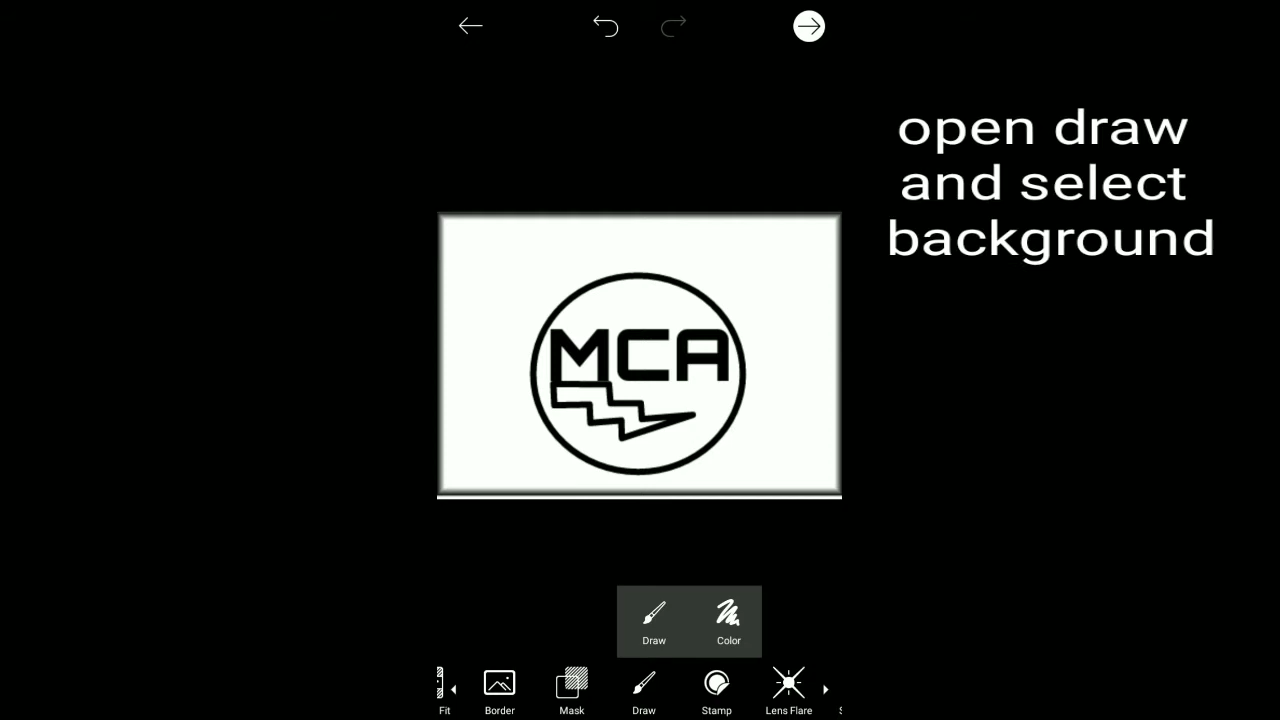 open draw
and select
background
MCA
Draw
Color
Fit
Border
Mask
Draw
Stamp
Lens Flare